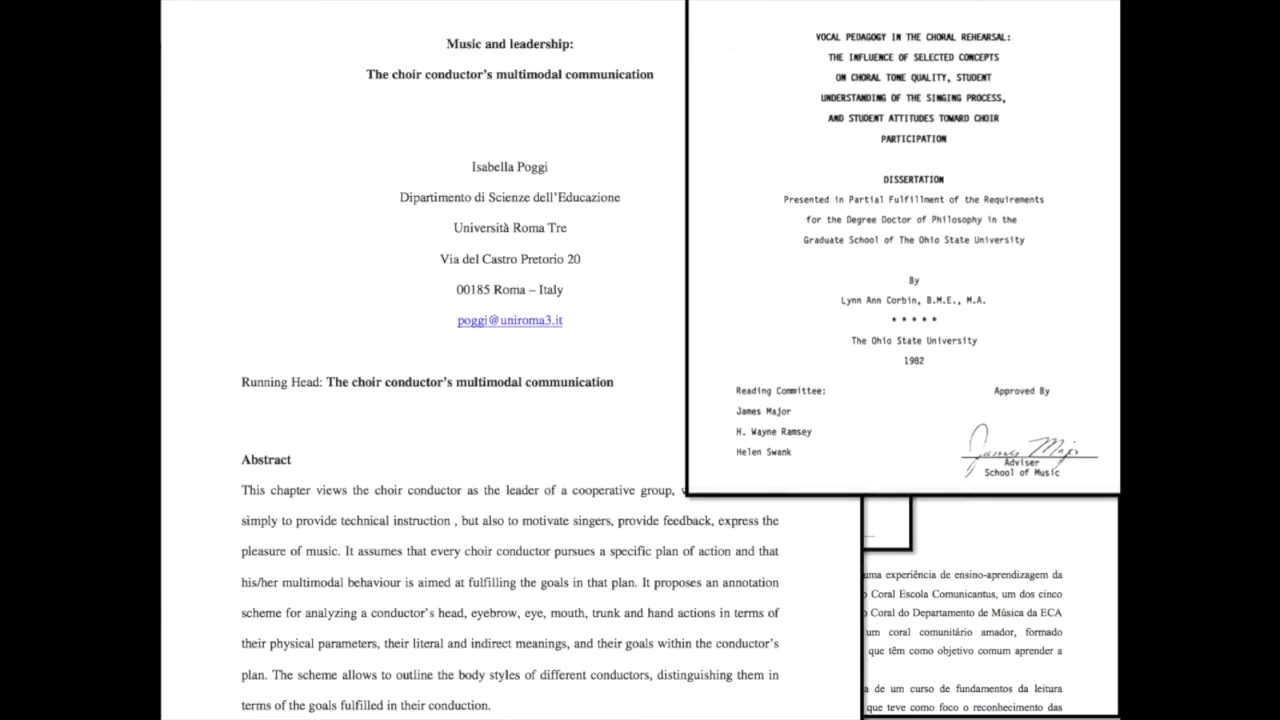 Music and leadership:
The choir conductor's multimodal communication
Isabella Poggi
Dipartimento di Scienze dell'Educazione
Università Roma Tre
Via del Castro Pretorio 20
00185 Roma – Italy
poggi@uniroma3.it
Running Head: The choir conductor's multimodal communication
Abstract
This chapter views the choir conductor as the leader of a cooperative group,
simply to provide technical instruction , but also to motivate singers, provide feedback, express the
pleasure of music. It assumes that every choir conductor pursues a specific plan of action and that
his/her multimodal behaviour is aimed at fulfilling the goals in that plan. It proposes an annotation
scheme for analyzing a conductor's head, eyebrow, eye, mouth, trunk and hand actions in terms of
their physical parameters, their literal and indirect meanings, and their goals within the conductor's
plan. The scheme allows to outline the body styles of different conductors, distinguishing them in
terms of the goals fulfilled in their conduction.
VOCAL PEDAGOGY IN THE CHORAL REHEARSAL:
THE INFLUENCE OF SELECTED CONCEPTS
ON CHORAL TONE QUALITY, STUDENT
UNDERSTANDING OF THE SINGING PROCESS,
AND STUDENT ATTITUDES TOWARD CHOIR
PARTICIPATION
DISSERTATION
Presented in Partial Fulfillment of the Requirements
for the Degree Doctor of Philosophy in the
Graduate School of The Ohio State University
By
Lynn Ann Corbin, B.M.E., M.A.
* * * * *
The Ohio State University
1982
Reading Committee:
James Major
H. Wayne Ramsey
Helen Swank
Approved By
James Major
Adviser
School of Music
uma experiência de ensino-aprendizagem da
Coral Escola Comunicantus, um dos cinco
Coral do Departamento de Música da ECA
um coral comunitário amador, formado
que têm como objetivo comum aprender a
de um curso de fundamentos da leitura
que teve como foco o reconhecimento das